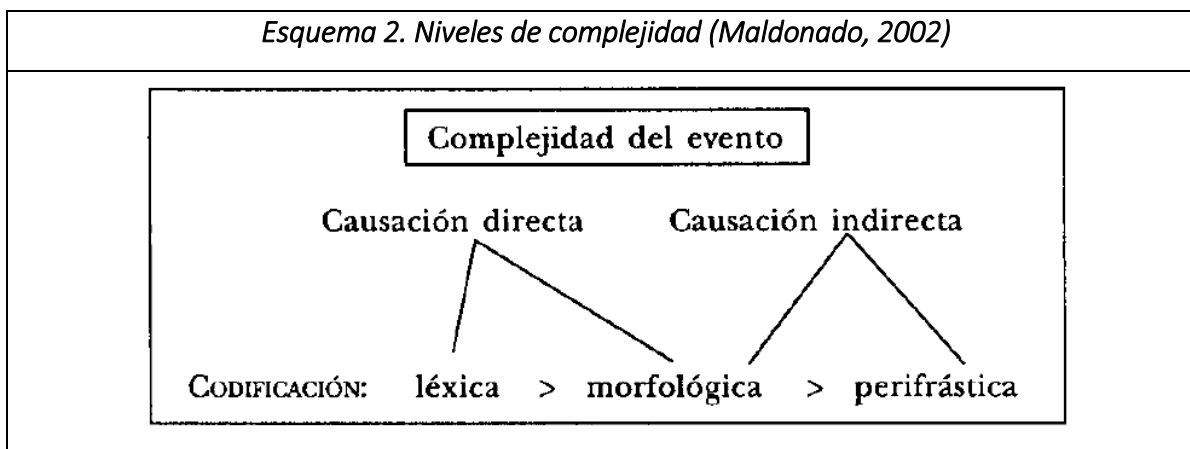 Esquema 2. Niveles de complejidad (Maldonado, 2002)
Complejidad del evento
Causación directa Causación indirecta
CODIFICACIÓN: léxica > morfológica > perifrástica